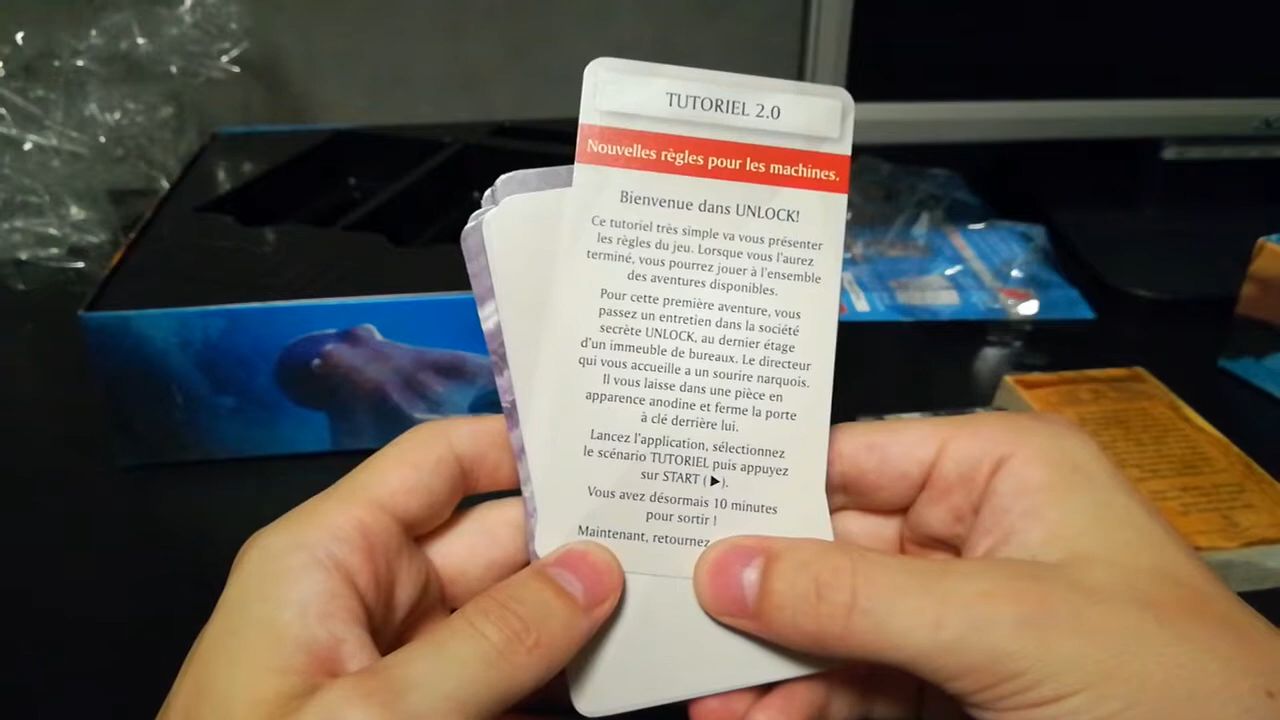 TUTORIEL 2.0
Nouvelles règles pour les machines.
Bienvenue dans UNLOCK!
Ce tutoriel très simple va vous présenter
les règles du jeu. Lorsque vous l'aurez
terminé, vous pourrez jouer à l'ensemble
des aventures disponibles.
Pour cette première aventure, vous
passez un entretien dans la société
secrète UNLOCK, au dernier étage
d'un immeuble de bureaux. Le directeur
qui vous accueille a un sourire narquois.
Il vous laisse dans une pièce en
apparence anodine et ferme la porte
à clé derrière lui.
Lancez l'application, sélectionnez
le scénario TUTORIEL puis appuyez
sur START (▶).
Vous avez désormais 10 minutes
pour sortir !
Maintenant, retournez